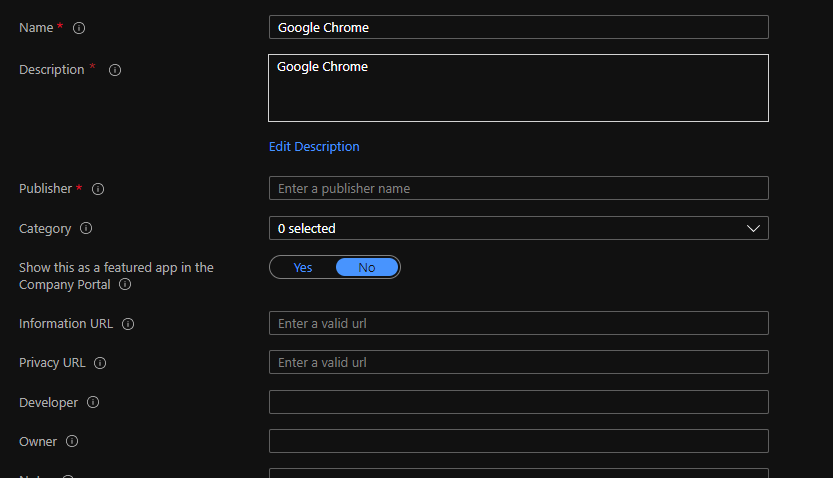 Name *
Google Chrome
Description *
Google Chrome
Edit Description
Publisher *
Enter a publisher name
Category
0 selected
Show this as a featured app in the
Company Portal
Yes No
Information URL
Enter a valid url
Privacy URL
Enter a valid url
Developer
Owner